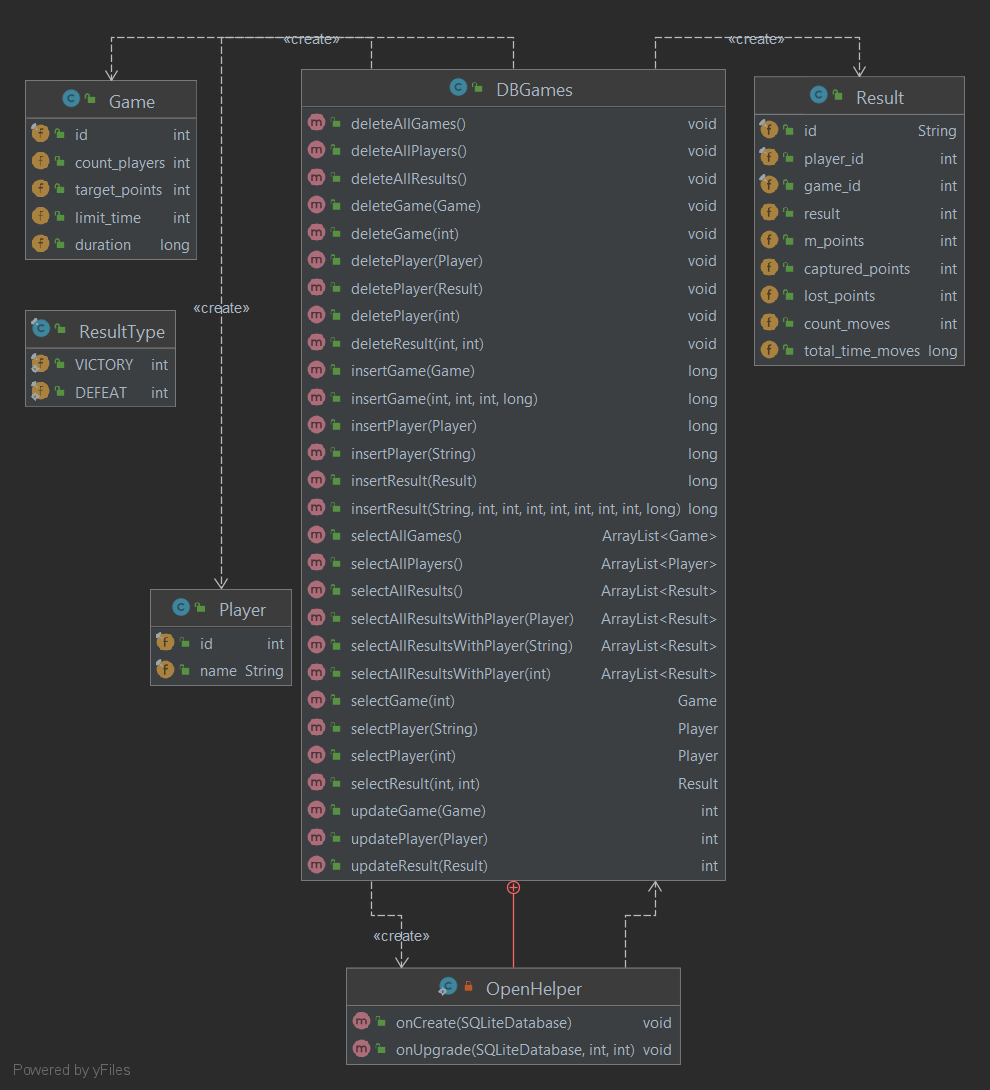 «create»
«create»
Game
id int
count_players int
target_points int
limit_time int
duration long
ResultType
VICTORY int
DEFEAT int
«create»
Player
id int
name String
DBGames
deleteAllGames() void
deleteAllPlayers() void
deleteAllResults() void
deleteGame(Game) void
deleteGame(int) void
deletePlayer(Player) void
deletePlayer(Result) void
deletePlayer(int) void
deleteResult(int, int) void
insertGame(Game) long
insertGame(int, int, int, long) long
insertPlayer(Player) long
insertPlayer(String) long
insertResult(Result) long
insertResult(String, int, int, int, int, int, int, int, long) long
selectAllGames() ArrayList<Game>
selectAllPlayers() ArrayList<Player>
selectAllResults() ArrayList<Result>
selectAllResultsWithPlayer(Player) ArrayList<Result>
selectAllResultsWithPlayer(String) ArrayList<Result>
selectAllResultsWithPlayer(int) ArrayList<Result>
selectGame(int) Game
selectPlayer(String) Player
selectPlayer(int) Player
selectResult(int, int) Result
updateGame(Game) int
updatePlayer(Player) int
updateResult(Result) int
Result
id String
player_id int
game_id int
result int
m_points int
captured_points int
lost_points int
count_moves int
total_time_moves long
«create»
OpenHelper
onCreate(SQLiteDatabase) void
onUpgrade(SQLiteDatabase, int, int) void
Powered by yFiles